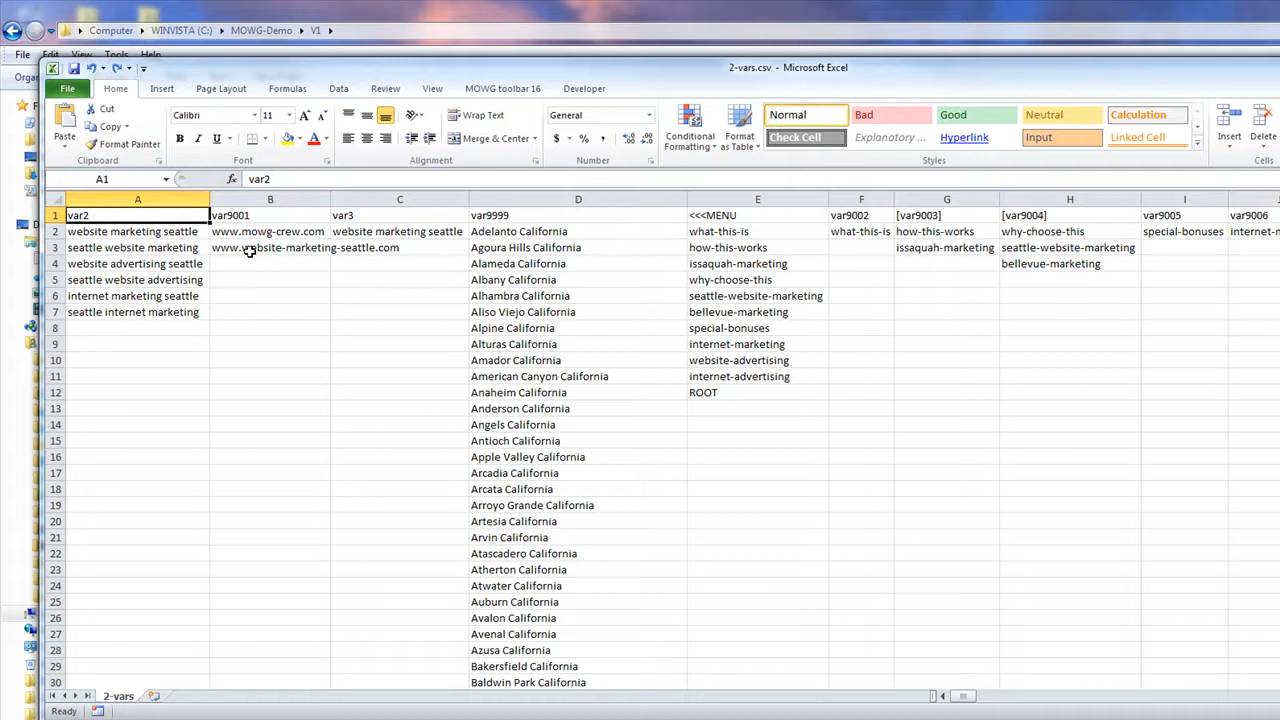 Computer WINVISTA (C:) MOWG-Demo V1
File Edit View Tools Help
Organ
2-vars.csv - Microsoft Excel
File Home Insert Page Layout Formulas Data Review View MOWG toolbar 16 Developer
Cut Calibri 11 A A Wrap Text General Normal Bad Good Neutral Calculation
Paste Copy Conditional Formatting Format as Table Insert Delete
Format Painter B I U A Merge & Center $ % , Check Cell Explanatory ... Hyperlink Input Linked Cell
Clipboard Font Alignment Number Styles Cells
A1 fx var2
A B C D E F G H I
1 var2 var9001 var3 var9999 <<<MENU var9002 [var9003] [var9004] var9005 var9006
2 website marketing seattle www.mowg-crew.com website marketing seattle Adelanto California what-this-is what-this-is how-this-works why-choose-this special-bonuses internet-m
3 seattle website marketing www.website-marketing-seattle.com Agoura Hills California how-this-works issaquah-marketing seattle-website-marketing
4 website advertising seattle Alameda California issaquah-marketing bellevue-marketing
5 seattle website advertising Albany California why-choose-this
6 internet marketing seattle Alhambra California seattle-website-marketing
7 seattle internet marketing Aliso Viejo California bellevue-marketing
8 Alpine California special-bonuses
9 Alturas California internet-marketing
10 Amador California website-advertising
11 American Canyon California internet-advertising
12 Anaheim California ROOT
13 Anderson California
14 Angels California
15 Antioch California
16 Apple Valley California
17 Arcadia California
18 Arcata California
19 Arroyo Grande California
20 Artesia California
21 Arvin California
22 Atascadero California
23 Atherton California
24 Atwater California
25 Auburn California
26 Avalon California
27 Avenal California
28 Azusa California
29 Bakersfield California
30 Baldwin Park California
2-vars
Ready